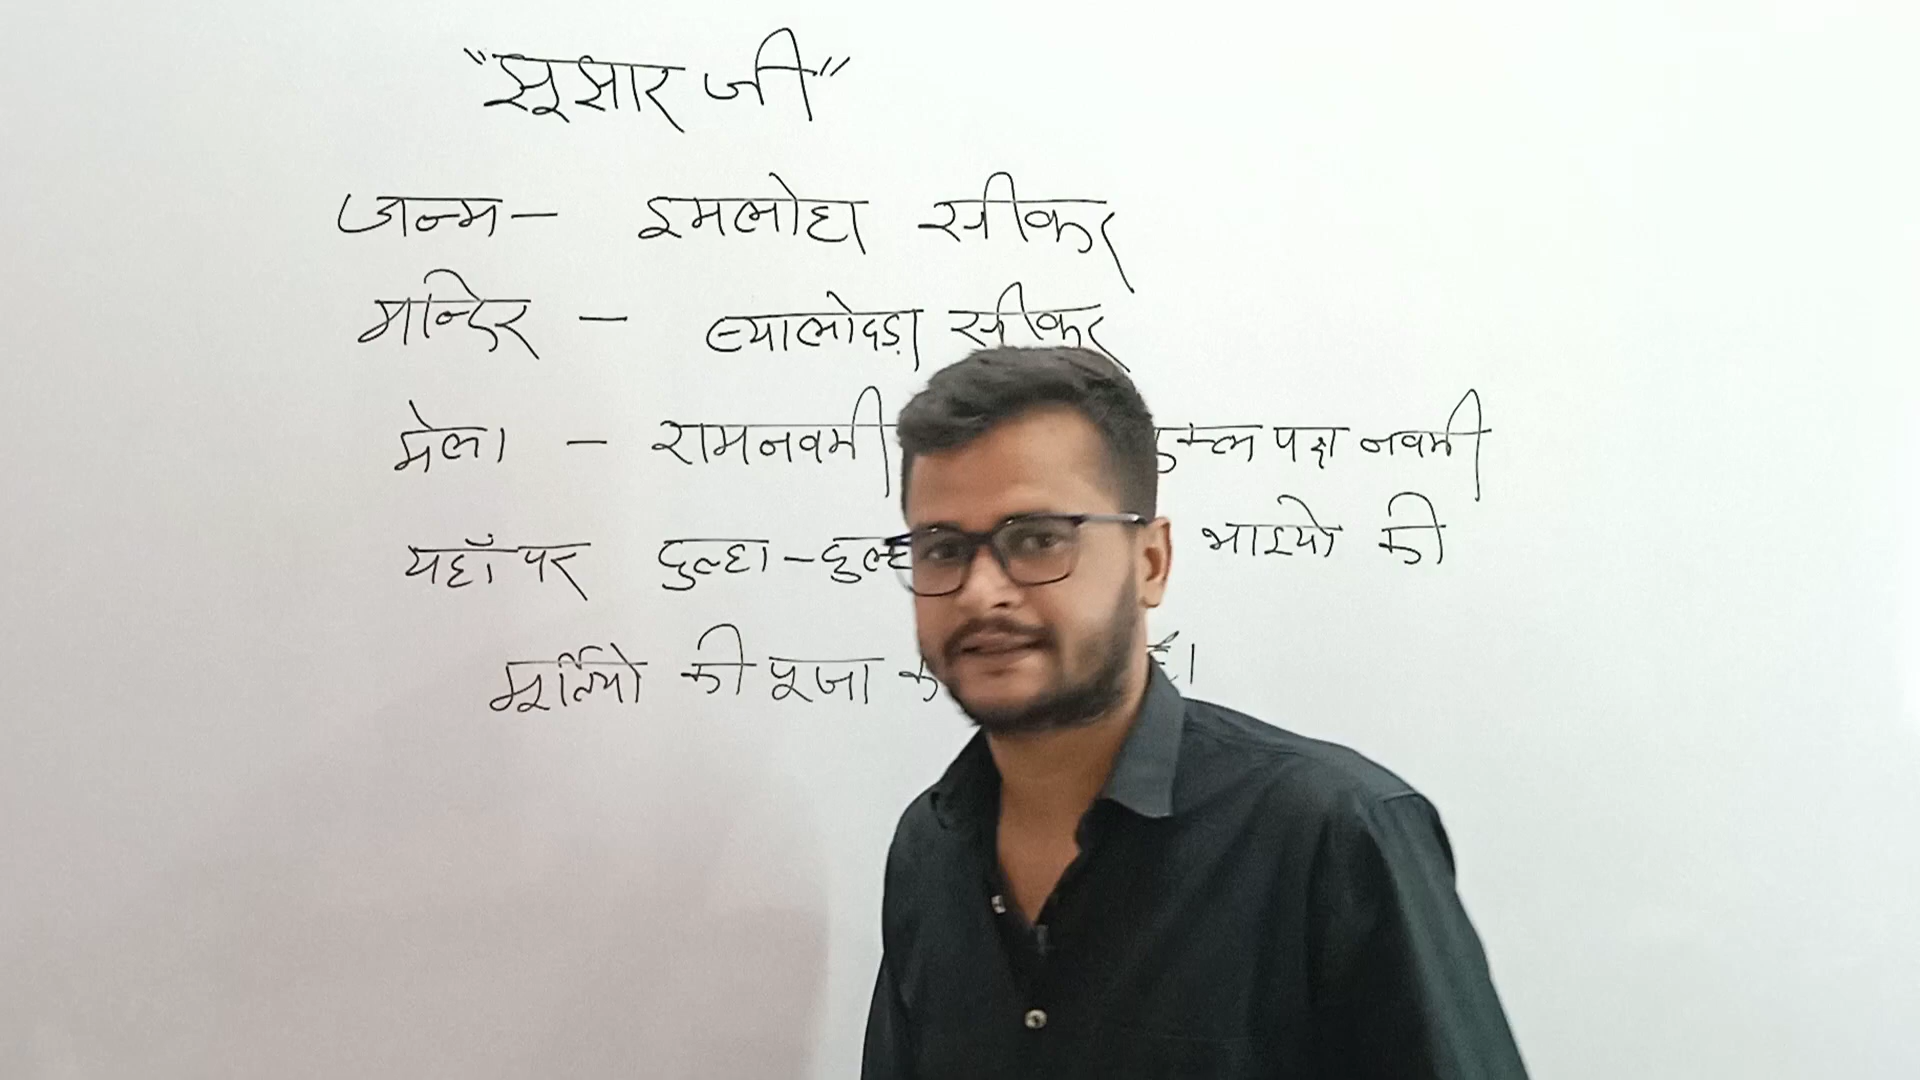 "झूझार जी"
जन्म - इमलोहा सीकर
मन्दिर - स्यालोदड़ा सीकर
मेला - रामनवमी शुक्ल पक्ष नवमी
यहाँ पर दुल्हा - दुल्ह भाइयो की
मूर्तियो की पूजा है।